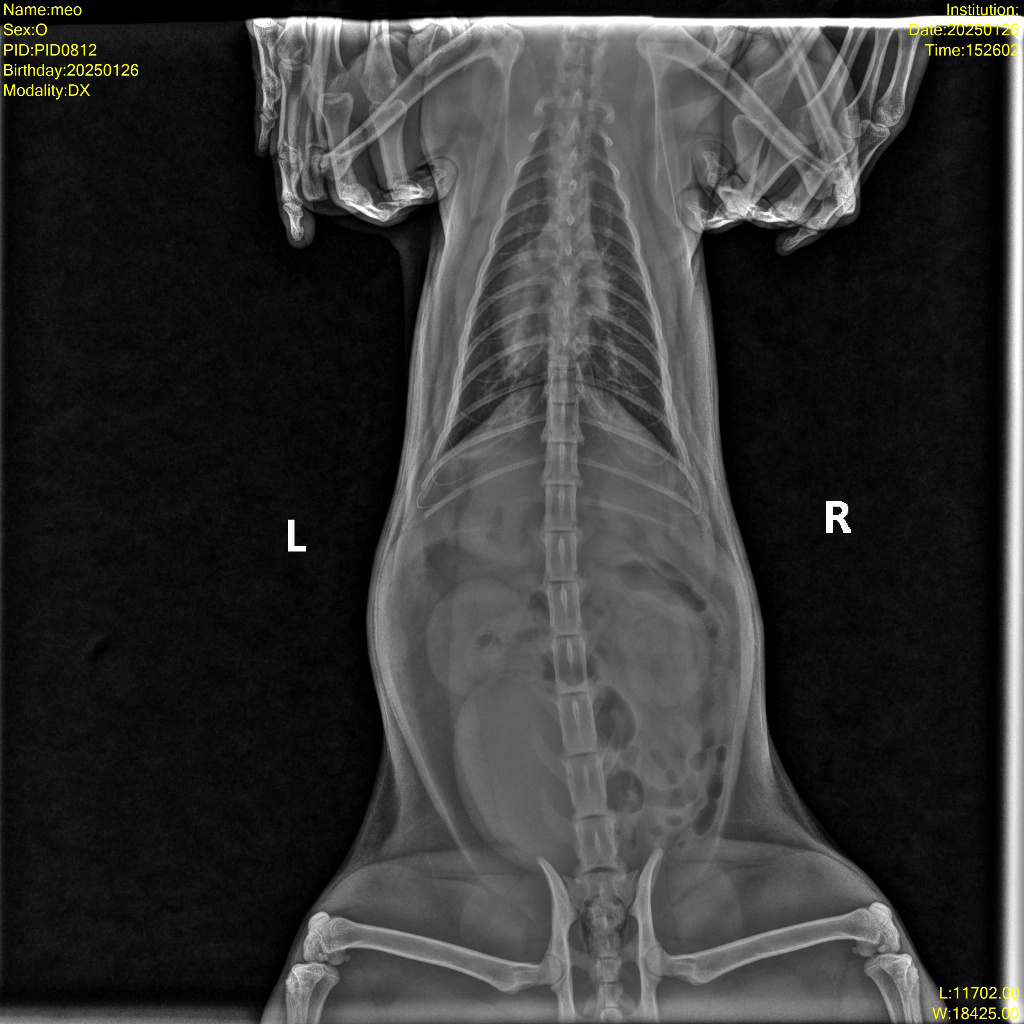 Name:meo
Sex:O
PID:PID0812
Birthday:20250126
Modality:DX
Institution:
Date:20250126
Time:152602
L
R
L:11702.00
W:18425.00